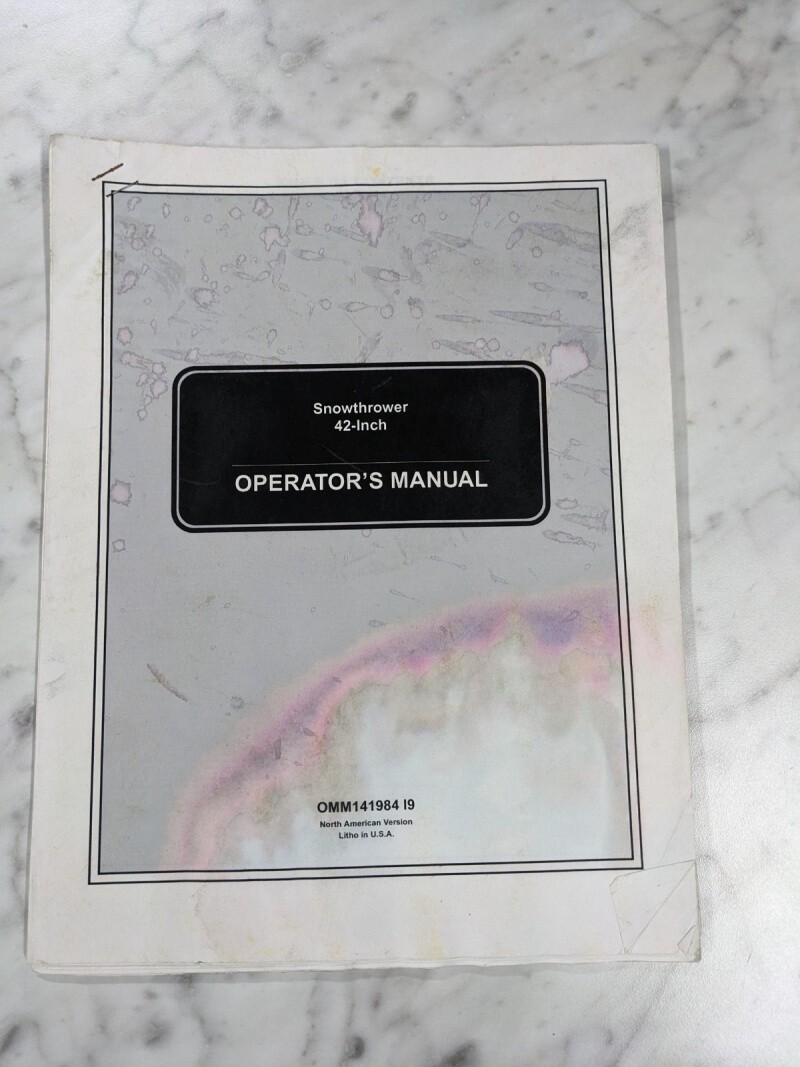 Snowthrower
42-Inch
OPERATOR'S MANUAL
OMM141984 I9
North American Version
Litho in U.S.A.